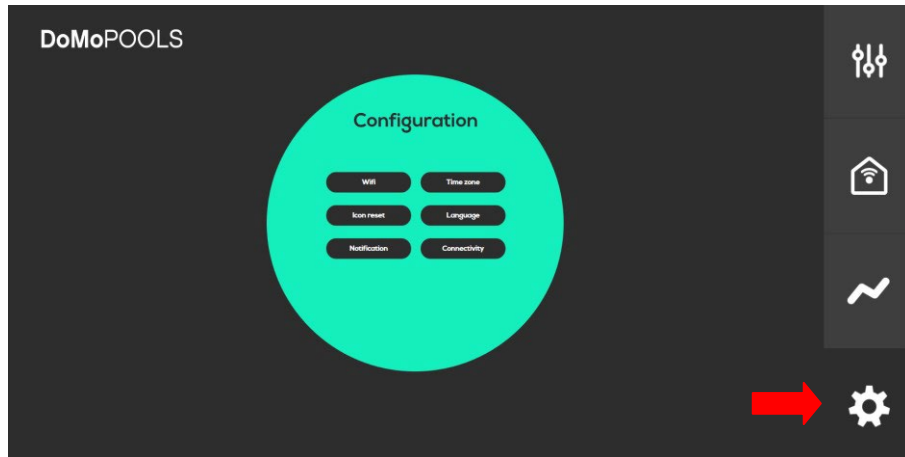 DoMoPOOLS
Configuration
Wifi
Time zone
Icon reset
Language
Notification
Connectivity